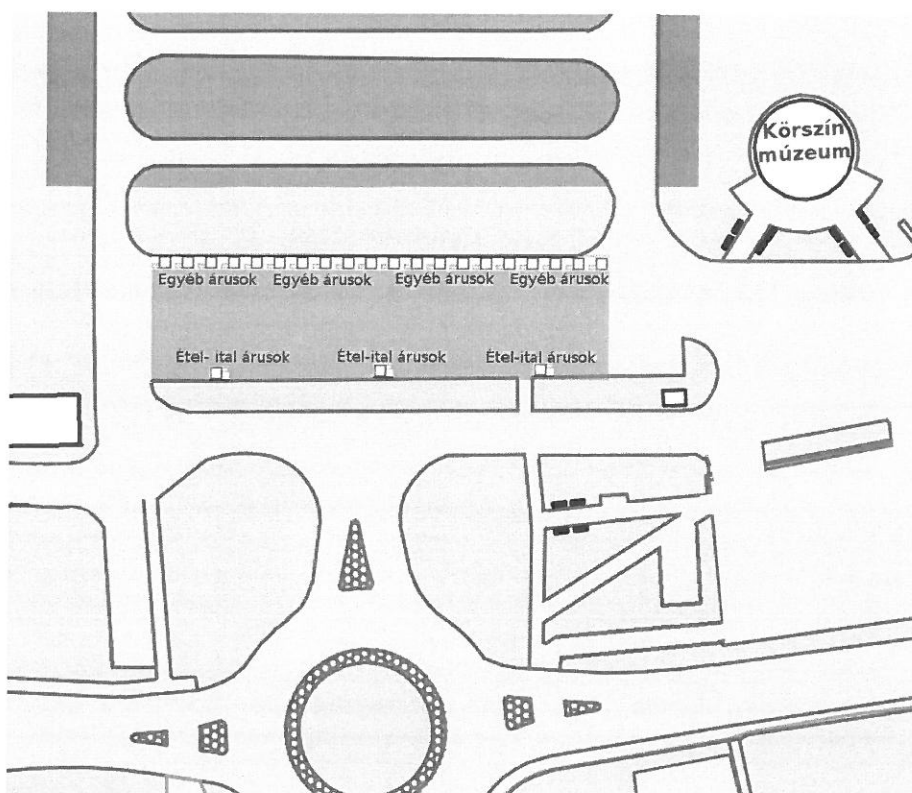 Körszín
múzeum
Egyéb árusok Egyéb árusok Egyéb árusok Egyéb árusok
Étel- ital árusok Étel-ital árusok Étel-ital árusok